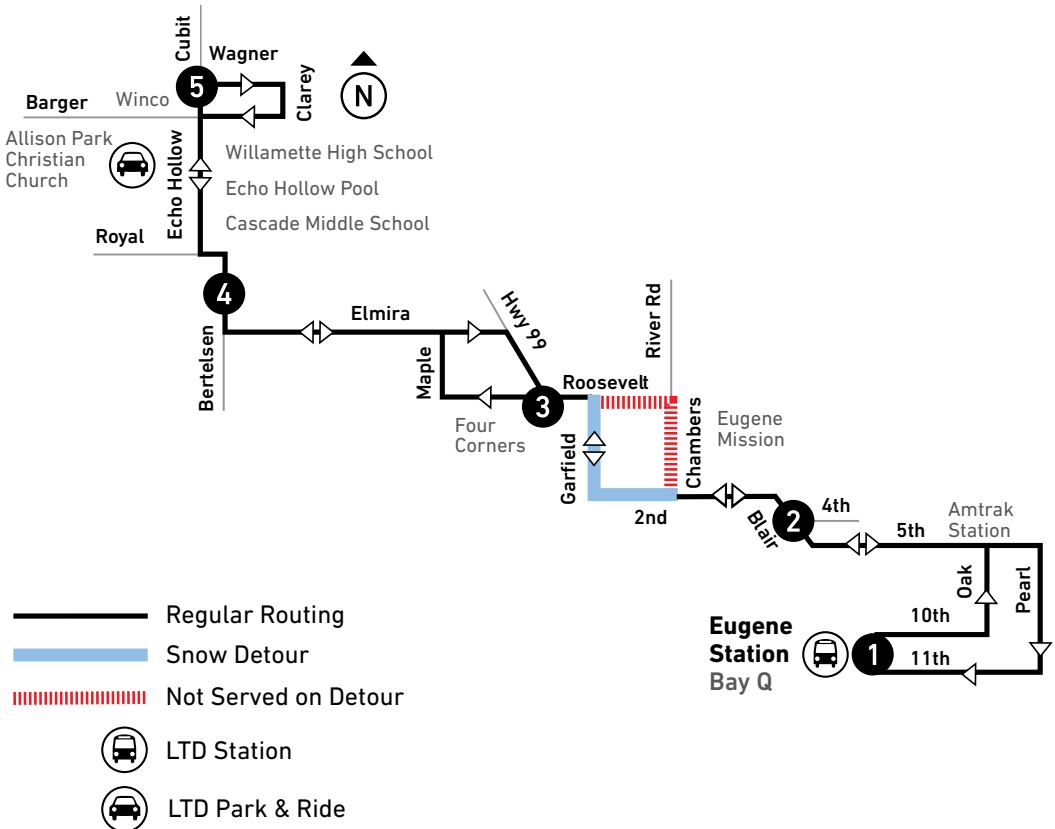 Cubit
Wagner
5
Clarey
N
Barger
Winco
Allison Park
Christian
Church
Echo Hollow
Willamette High School
Echo Hollow Pool
Cascade Middle School
Royal
4
Bertelsen
Elmira
Maple
Hwy 99
River Rd
Roosevelt
3
Four
Corners
Garfield
Chambers
Eugene
Mission
2nd
Blair
2
4th
5th
Amtrak
Station
Oak
Pearl
10th
11th
Eugene
Station
Bay Q
1
Regular Routing
Snow Detour
Not Served on Detour
LTD Station
LTD Park & Ride